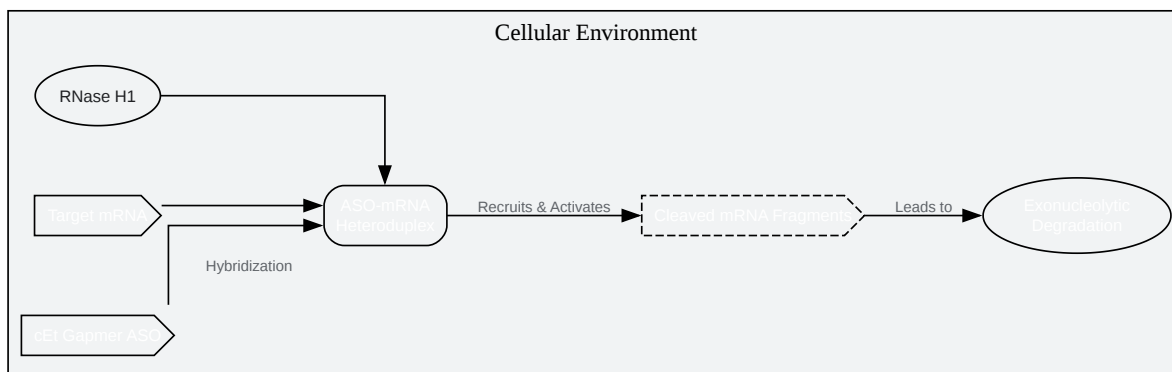 Cellular Environment
RNase H1
Target mRNA
ASO-mRNA
Heteroduplex
Recruits & Activates
Cleaved mRNA Fragments
Leads to
Exonucleolytic
Degradation
Hybridization
cEt Gapmer ASO